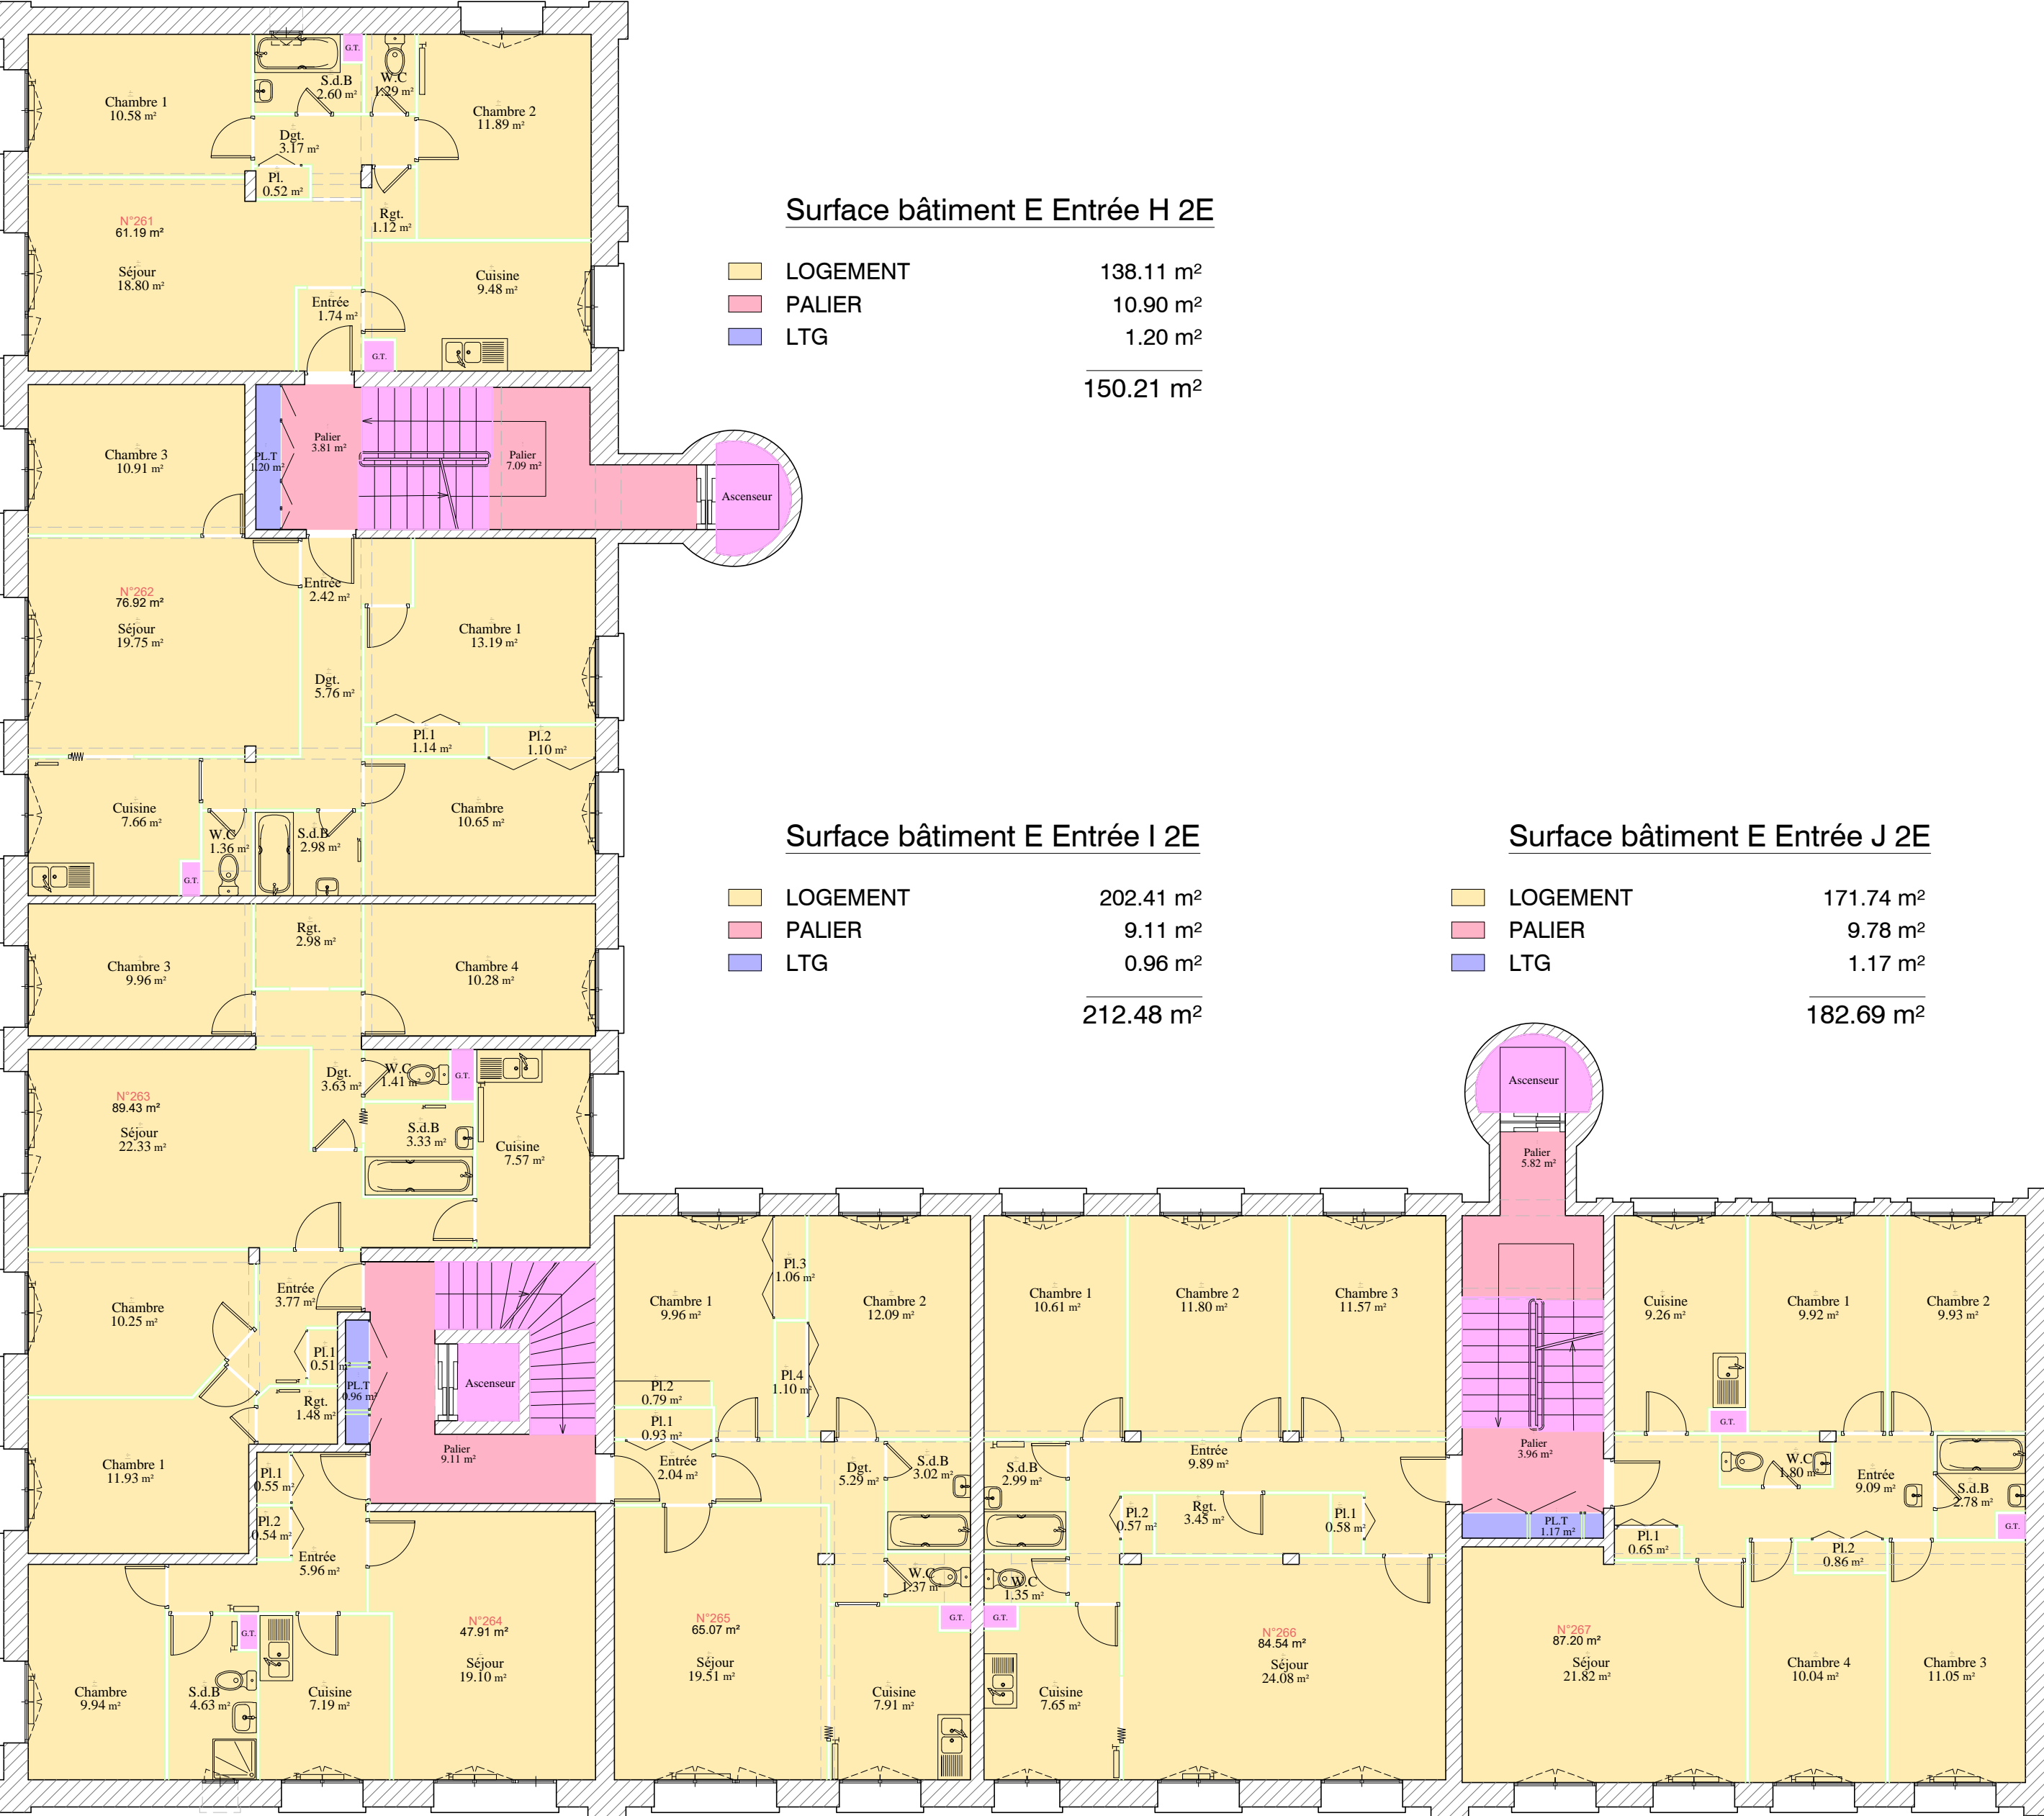 Chambre 1
10.58 m²
S.d.B
2.60 m²
G.T.
W.C
1.29 m²
Chambre 2
11.89 m²
Dgt.
3.17 m²
Pl.
0.52 m²
Rgt.
1.12 m²
N°261
61.19 m²
Séjour
18.80 m²
Entrée
1.74 m²
Cuisine
9.48 m²
G.T.
Surface bâtiment E Entrée H 2E
LOGEMENT 138.11 m²
PALIER 10.90 m²
LTG 1.20 m²
150.21 m²
Chambre 3
10.91 m²
PL.T
1.20 m²
Palier
3.81 m²
Palier
7.09 m²
Ascenseur
N°262
76.92 m²
Séjour
19.75 m²
Entrée
2.42 m²
Dgt.
5.76 m²
Chambre 1
13.19 m²
Pl.1
1.14 m²
Pl.2
1.10 m²
Cuisine
7.66 m²
W.C
1.36 m²
S.d.B
2.98 m²
G.T.
Chambre
10.65 m²
Surface bâtiment E Entrée I 2E
LOGEMENT 202.41 m²
PALIER 9.11 m²
LTG 0.96 m²
212.48 m²
Surface bâtiment E Entrée J 2E
LOGEMENT 171.74 m²
PALIER 9.78 m²
LTG 1.17 m²
182.69 m²
Chambre 3
9.96 m²
Rgt.
2.98 m²
Chambre 4
10.28 m²
N°263
89.43 m²
Séjour
22.33 m²
Dgt.
3.63 m²
W.C
1.41 m²
G.T.
S.d.B
3.33 m²
Cuisine
7.57 m²
Chambre
10.25 m²
Entrée
3.77 m²
Pl.1
0.51 m²
PL.T
0.96 m²
Rgt.
1.48 m²
Ascenseur
Palier
9.11 m²
Chambre 1
11.93 m²
Pl.1
0.55 m²
Pl.2
0.54 m²
Entrée
5.96 m²
Chambre
9.94 m²
S.d.B
4.63 m²
G.T.
Cuisine
7.19 m²
N°264
47.91 m²
Séjour
19.10 m²
Chambre 1
9.96 m²
Pl.3
1.06 m²
Chambre 2
12.09 m²
Pl.2
0.79 m²
Pl.4
1.10 m²
Pl.1
0.93 m²
Entrée
2.04 m²
Dgt.
5.29 m²
S.d.B
3.02 m²
W.C
1.37 m²
G.T.
N°265
65.07 m²
Séjour
19.51 m²
Cuisine
7.91 m²
Chambre 1
10.61 m²
Chambre 2
11.80 m²
Chambre 3
11.57 m²
S.d.B
2.99 m²
Entrée
9.89 m²
Pl.2
0.57 m²
Rgt.
3.45 m²
Pl.1
0.58 m²
W.C
1.35 m²
G.T.
N°266
84.54 m²
Séjour
24.08 m²
Cuisine
7.65 m²
Ascenseur
Palier
5.82 m²
Palier
3.96 m²
PL.T
1.17 m²
Cuisine
9.26 m²
Chambre 1
9.92 m²
Chambre 2
9.93 m²
G.T.
W.C
1.80 m²
Entrée
9.09 m²
S.d.B
2.78 m²
G.T.
Pl.1
0.65 m²
Pl.2
0.86 m²
N°267
87.20 m²
Séjour
21.82 m²
Chambre 4
10.04 m²
Chambre 3
11.05 m²